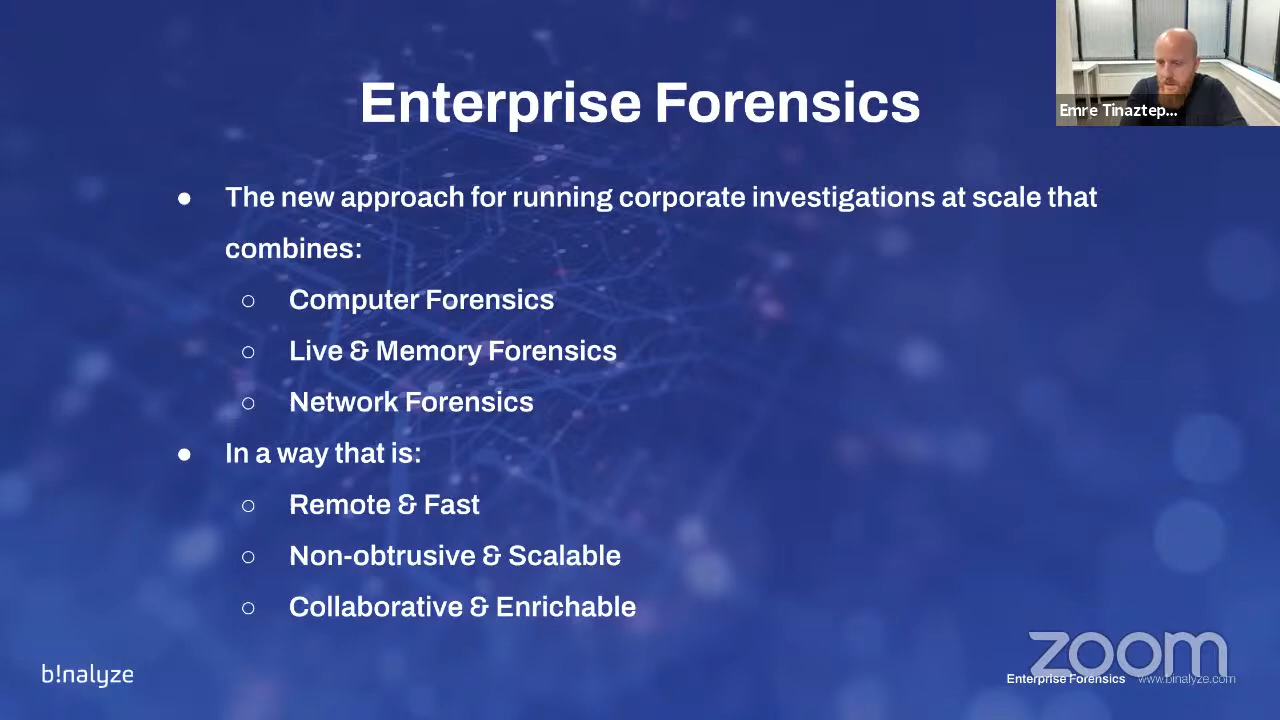 Enterprise Forensics
Emre Tinaztep...
● The new approach for running corporate investigations at scale that
combines:
○ Computer Forensics
○ Live & Memory Forensics
○ Network Forensics
● In a way that is:
○ Remote & Fast
○ Non-obtrusive & Scalable
○ Collaborative & Enrichable
b!nalyze
zoom
Enterprise Forensics www.binalyze.com